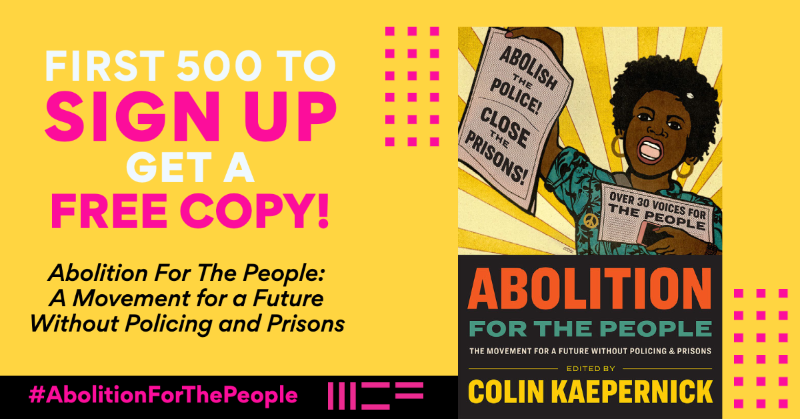 FIRST 500 TO
SIGN UP
GET A
FREE COPY!
Abolition For The People:
A Movement for a Future
Without Policing and Prisons
#AbolitionForThePeople
ABOLISH
THE
POLICE!
CLOSE
THE
PRISONS!
OVER 30 VOICES FOR
THE PEOPLE
ABOLITION
FOR THE PEOPLE
THE MOVEMENT FOR A FUTURE WITHOUT POLICING & PRISONS
EDITED BY
COLIN KAEPERNICK